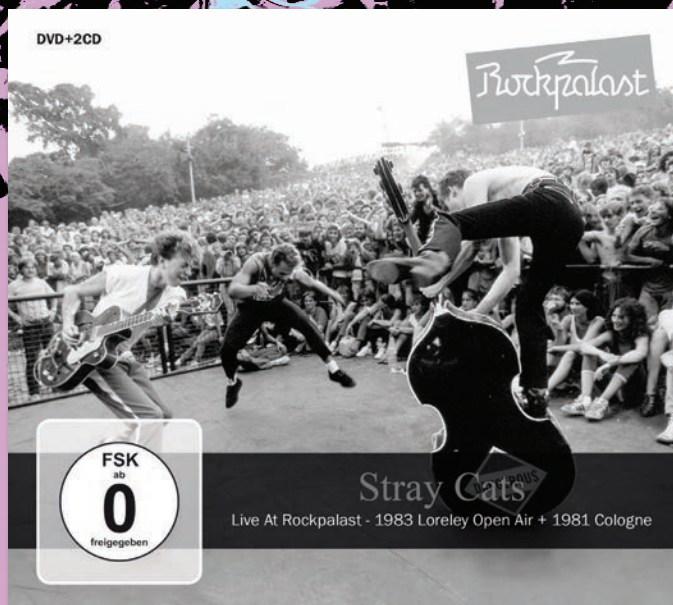 DVD+2CD
Rockpalast
FSK
ab
0
freigegeben
Stray Cats
Live At Rockpalast - 1983 Loreley Open Air + 1981 Cologne